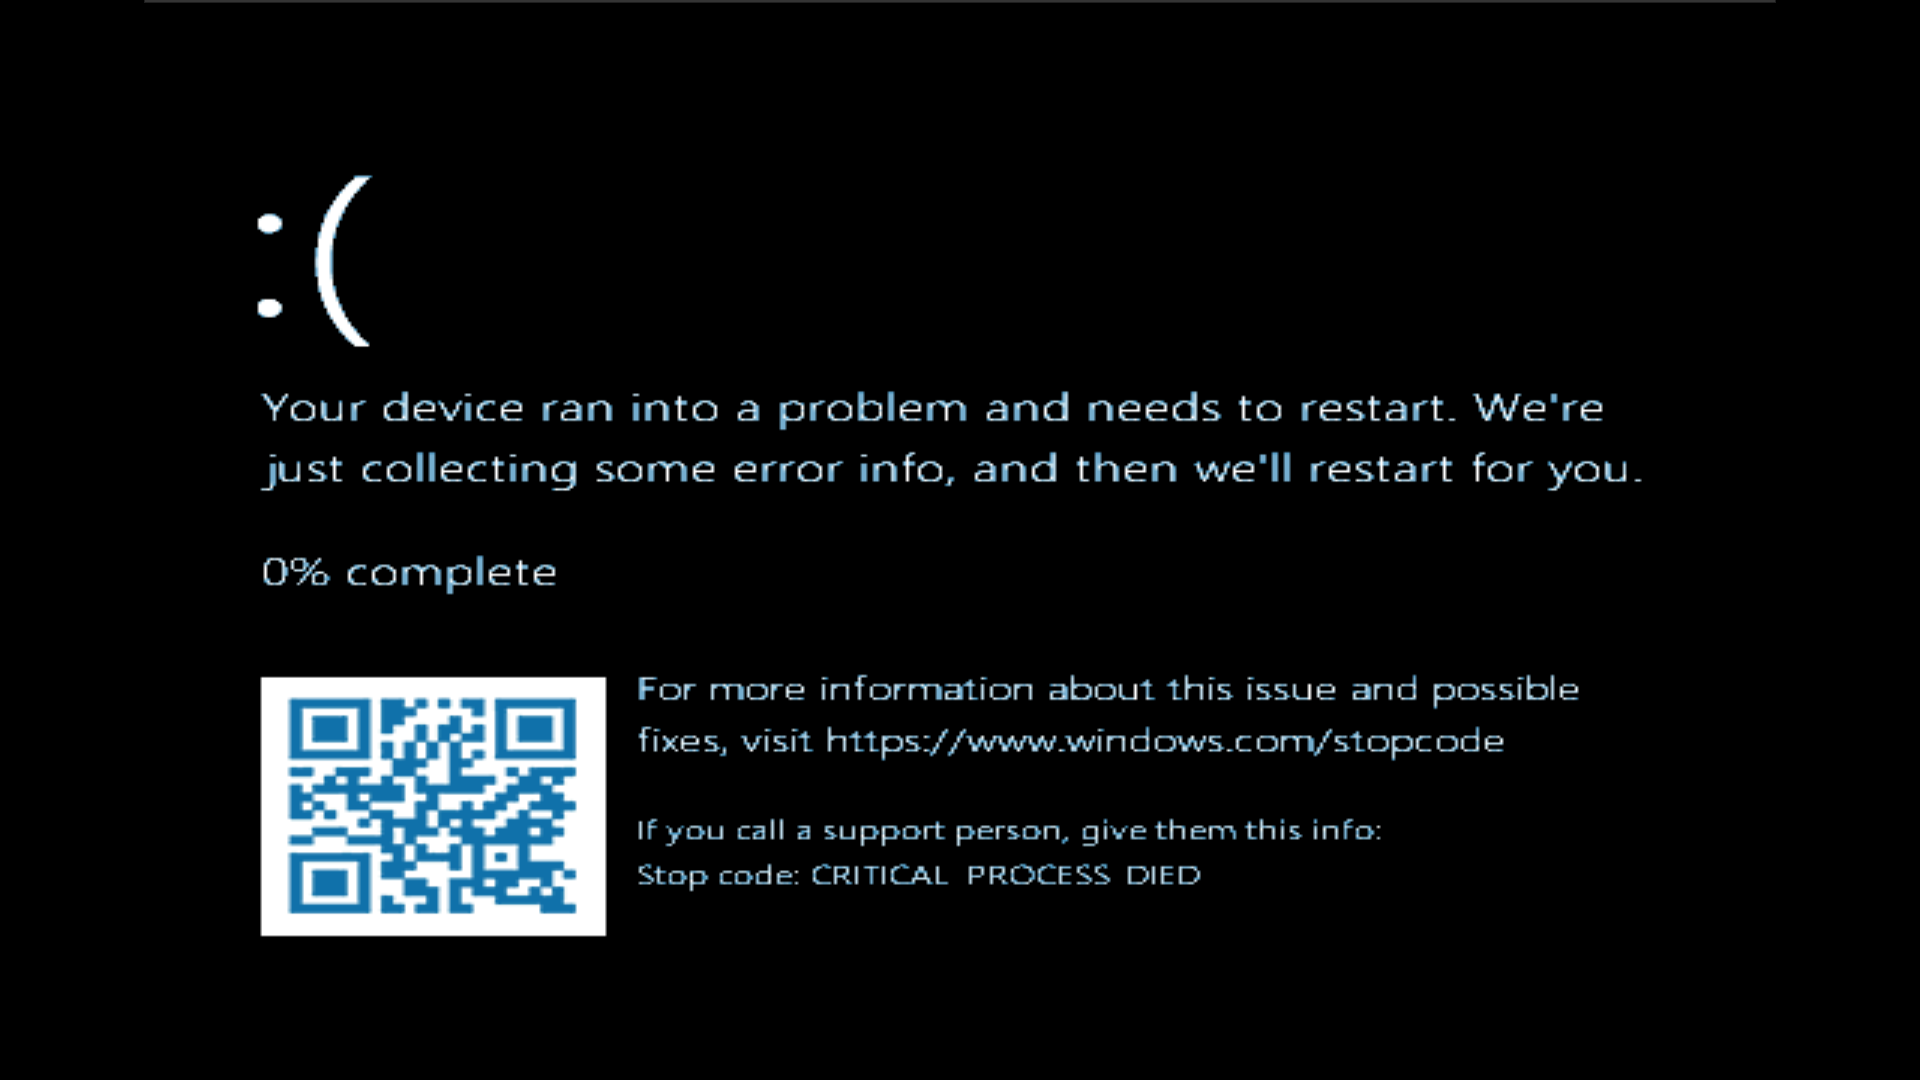 :(
Your device ran into a problem and needs to restart. We're
just collecting some error info, and then we'll restart for you.
0% complete
For more information about this issue and possible
fixes, visit https://www.windows.com/stopcode
If you call a support person, give them this info:
Stop code: CRITICAL PROCESS DIED